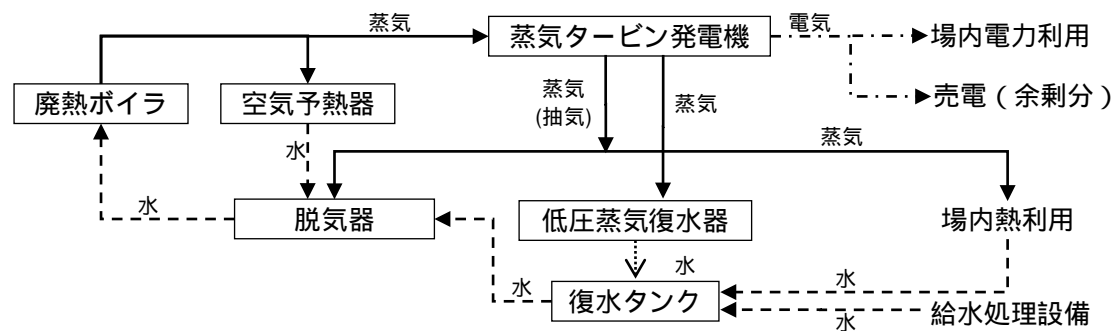 蒸気
蒸気タービン発電機
電気
場内電力利用
廃熱ボイラ
空気予熱器
蒸気
(抽気)
蒸気
売電（余剰分）
水
蒸気
水
脱気器
低圧蒸気復水器
場内熱利用
水
復水タンク
水
水
給水処理設備
水